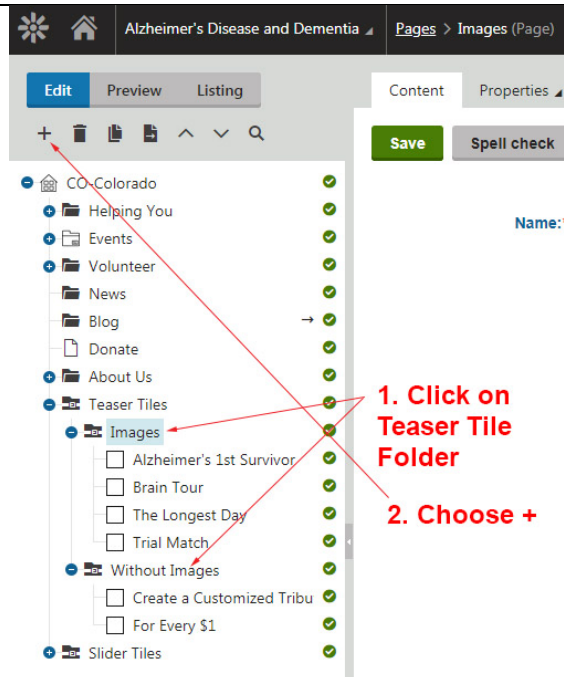 Alzheimer's Disease and Dementia Pages > Images (Page)
Edit Preview Listing Content Properties
Save Spell check
CO-Colorado
Helping You
Name:*
Events
Volunteer
News
Blog
Donate
About Us
Teaser Tiles
1. Click on
Teaser Tile
Folder
Images
Alzheimer's 1st Survivor
Brain Tour
The Longest Day
2. Choose +
Trial Match
Without Images
Create a Customized Tribu
For Every $1
Slider Tiles